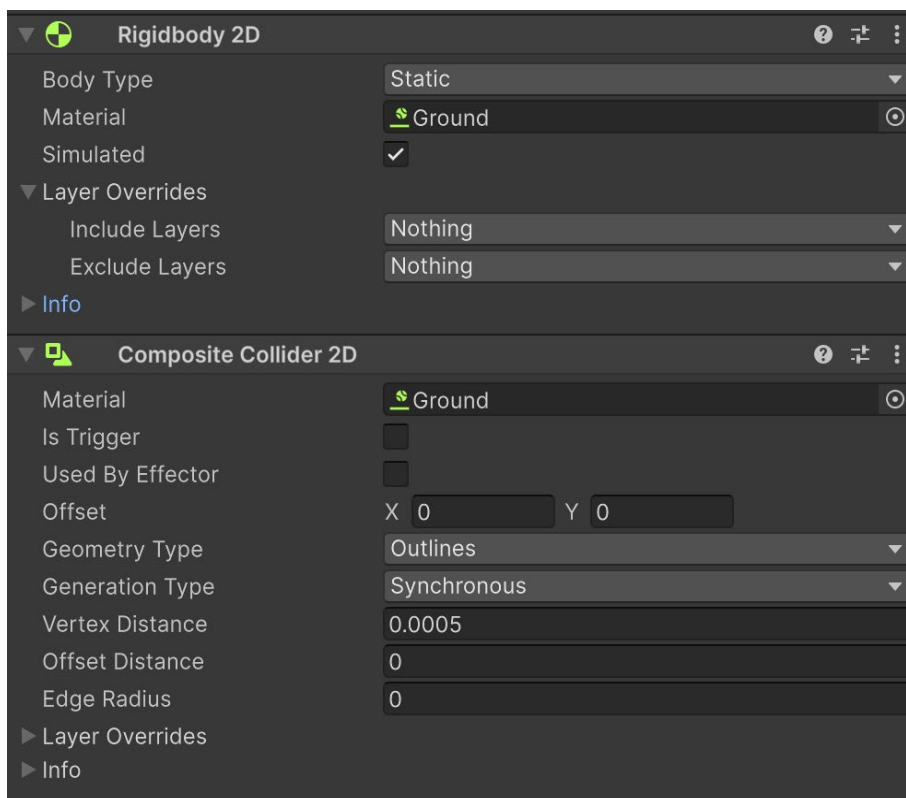 Rigidbody 2D
Body Type Static
Material Ground
Simulated
Layer Overrides
Include Layers Nothing
Exclude Layers Nothing
Info
Composite Collider 2D
Material Ground
Is Trigger
Used By Effector
Offset X 0 Y 0
Geometry Type Outlines
Generation Type Synchronous
Vertex Distance 0.0005
Offset Distance 0
Edge Radius 0
Layer Overrides
Info